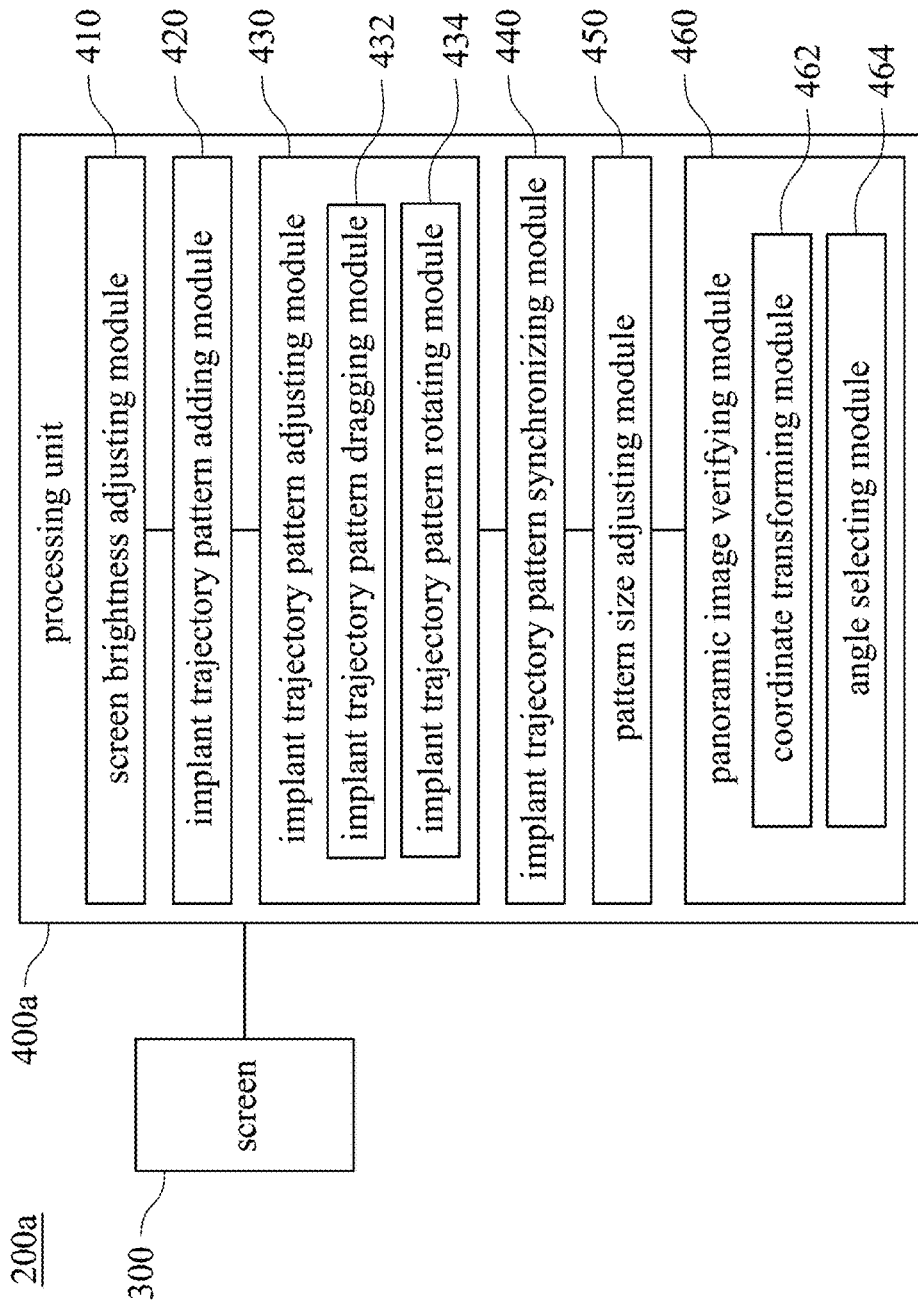 200a
300
screen
400a
processing unit
screen brightness adjusting module
410
implant trajectory pattern adding module
420
implant trajectory pattern adjusting module
430
implant trajectory pattern dragging module
432
implant trajectory pattern rotating module
434
implant trajectory pattern synchronizing module
440
pattern size adjusting module
450
panoramic image verifying module
460
coordinate transforming module
462
angle selecting module
464